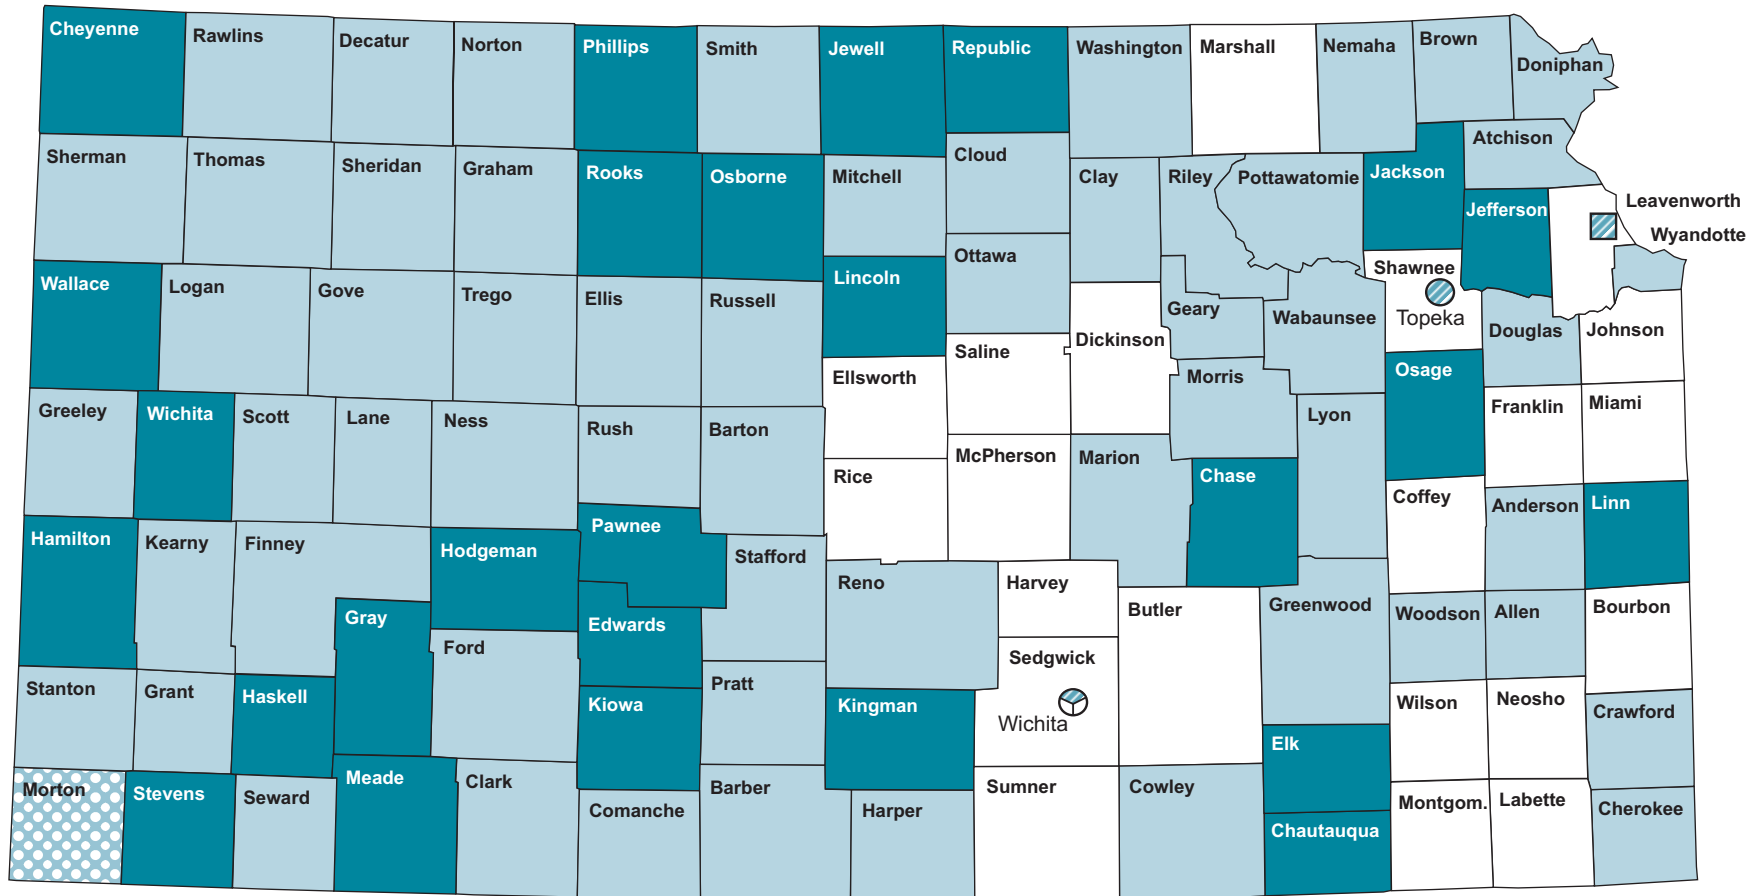 Cheyenne
Rawlins
Decatur
Norton
Phillips
Smith
Jewell
Republic
Washington
Marshall
Nemaha
Brown
Doniphan
Sherman
Thomas
Sheridan
Graham
Rooks
Osborne
Mitchell
Cloud
Clay
Riley
Pottawatomie
Jackson
Atchison
Jefferson
Leavenworth
Wyandotte
Wallace
Logan
Gove
Trego
Ellis
Russell
Lincoln
Ottawa
Saline
Dickinson
Geary
Wabaunsee
Shawnee
Topeka
Douglas
Johnson
Greeley
Wichita
Scott
Lane
Ness
Rush
Barton
Ellsworth
Rice
McPherson
Marion
Morris
Chase
Lyon
Osage
Franklin
Miami
Coffey
Anderson
Linn
Hamilton
Kearny
Finney
Hodgeman
Pawnee
Stafford
Reno
Harvey
Butler
Greenwood
Woodson
Allen
Bourbon
Gray
Ford
Edwards
Stanton
Grant
Haskell
Kiowa
Pratt
Kingman
Sedgwick
Wichita
Elk
Wilson
Neosho
Crawford
Morton
Stevens
Seward
Meade
Clark
Comanche
Barber
Harper
Sumner
Cowley
Chautauqua
Montgom.
Labette
Cherokee